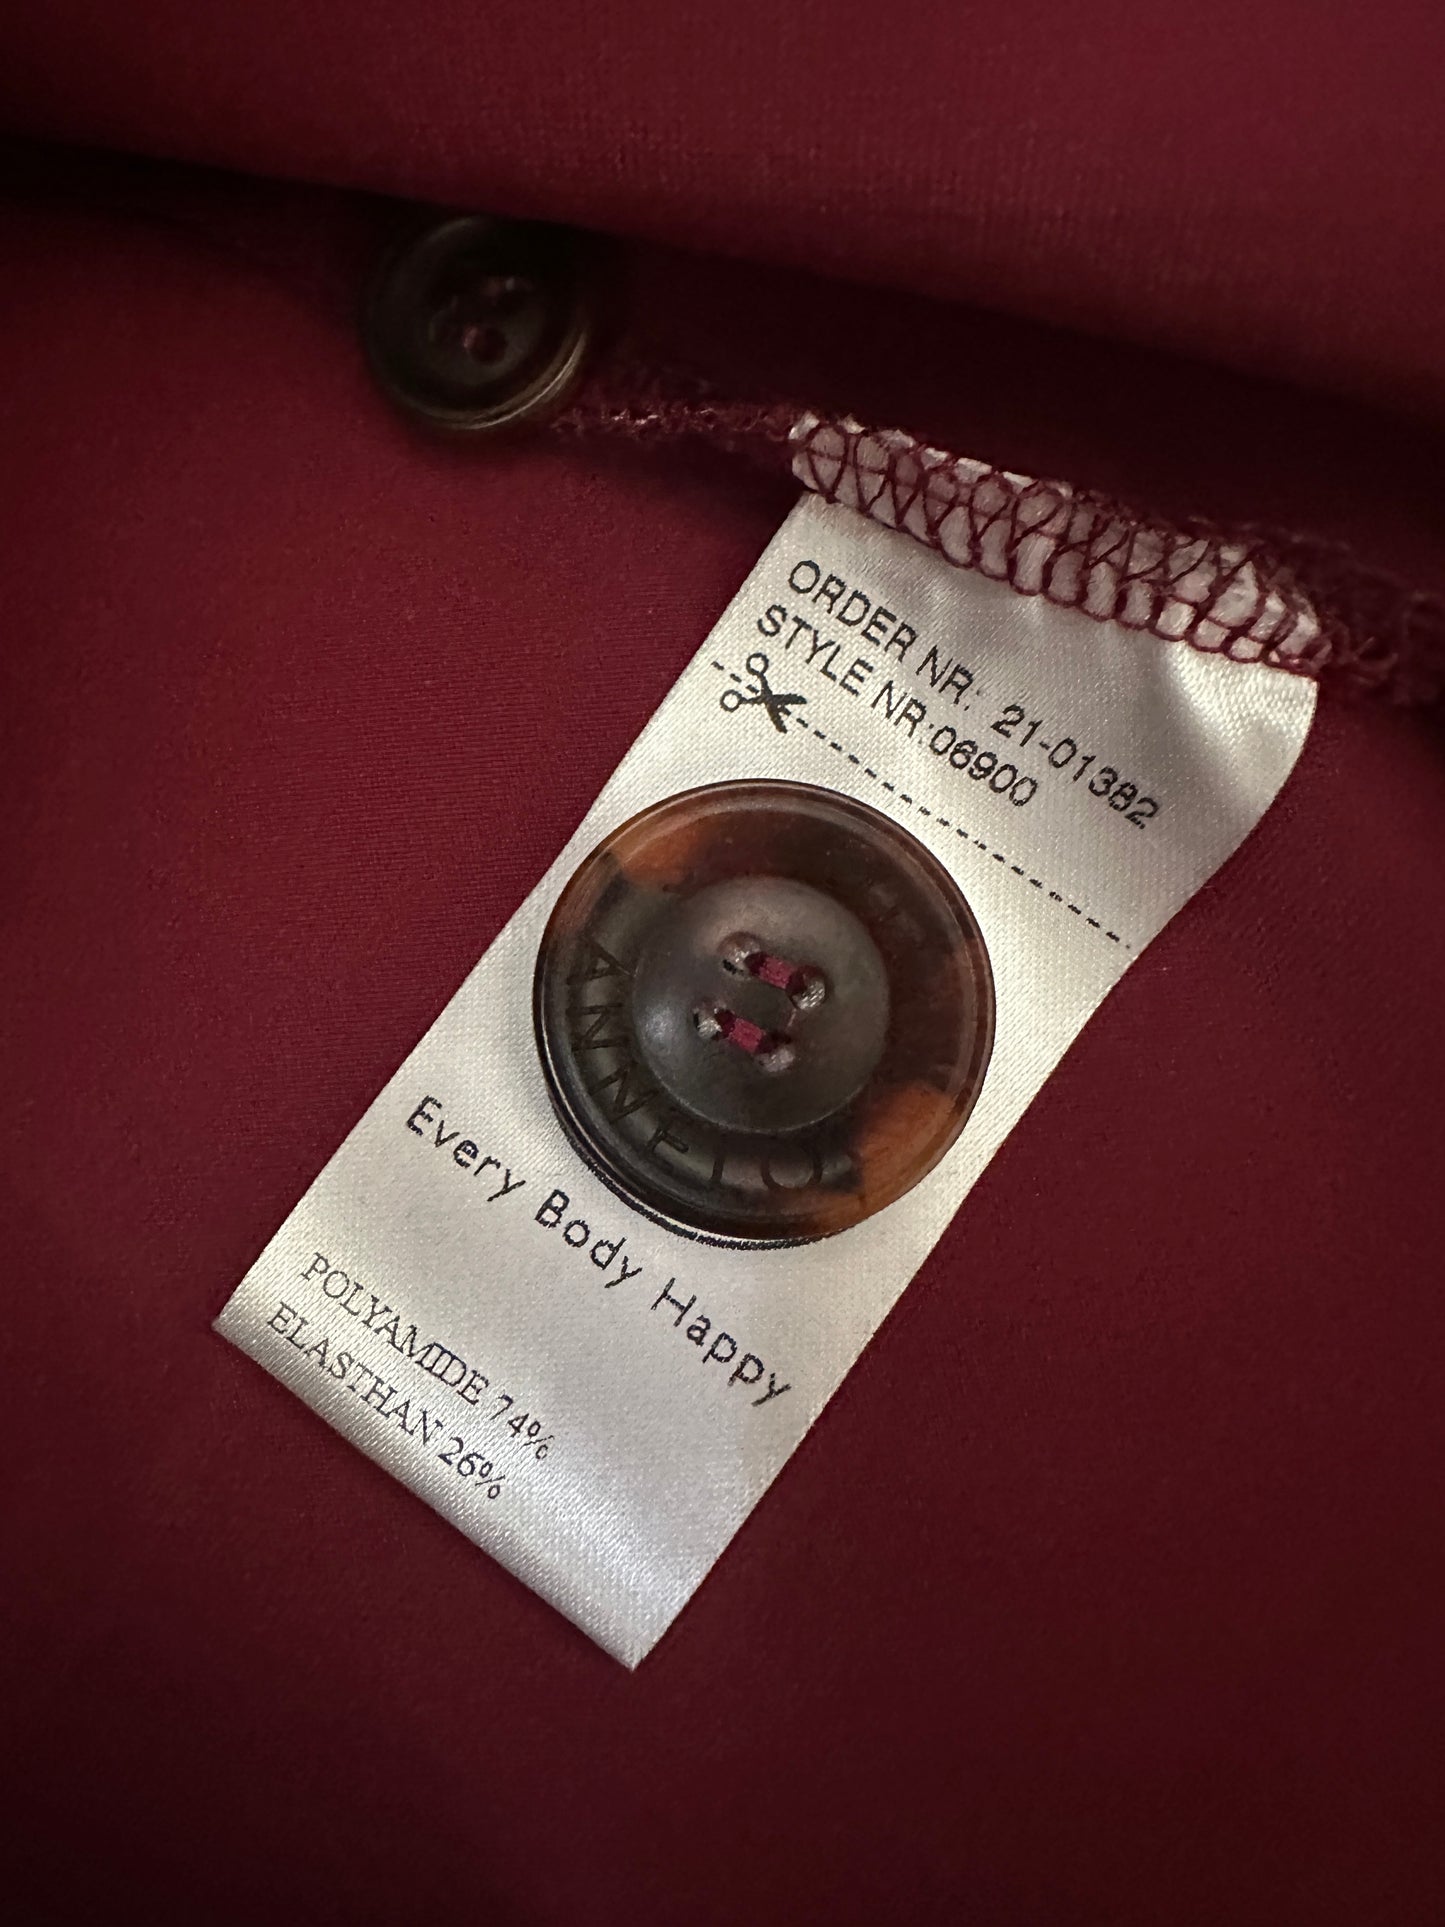 ORDER NR: 21-01382
STYLE NR:06900
Every Body Happy
POLYAMIDE 74%
ELASTHAN 26%